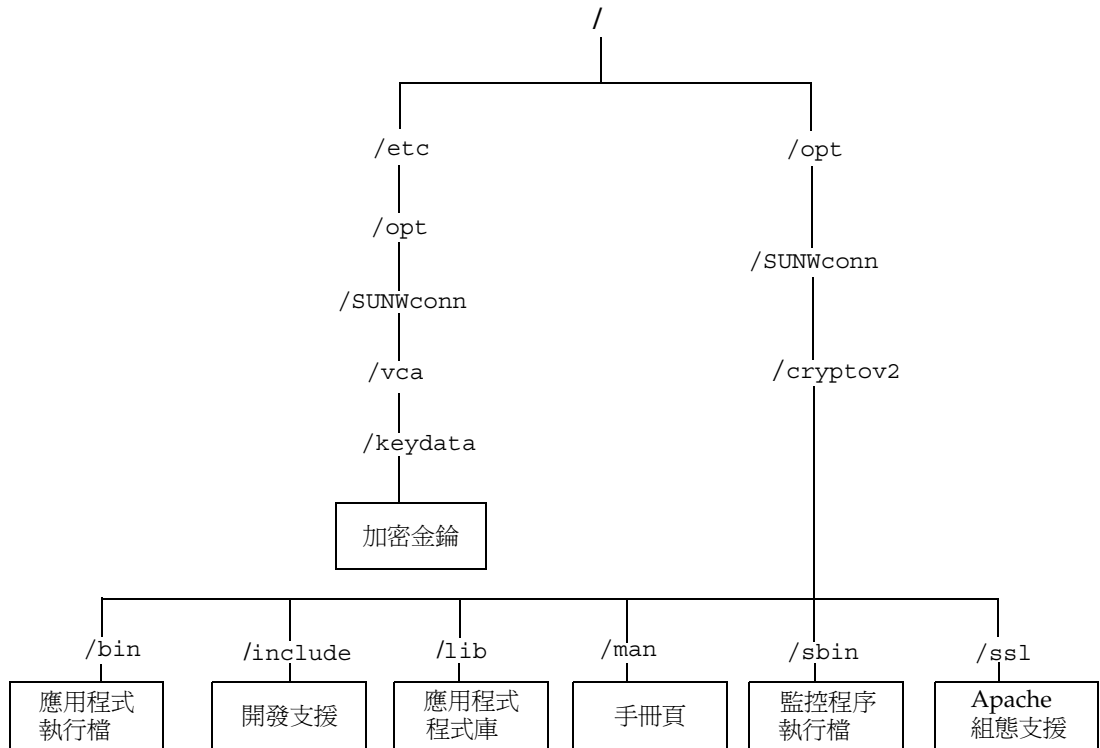 /
/etc
/opt
/opt
/SUNWconn
/SUNWconn
/vca
/cryptov2
/keydata
加密金鑰
/bin
/include
/lib
/man
/sbin
/ssl
應用程式
執行檔
開發支援
應用程式
程式庫
手冊頁
監控程序
執行檔
Apache
組態支援